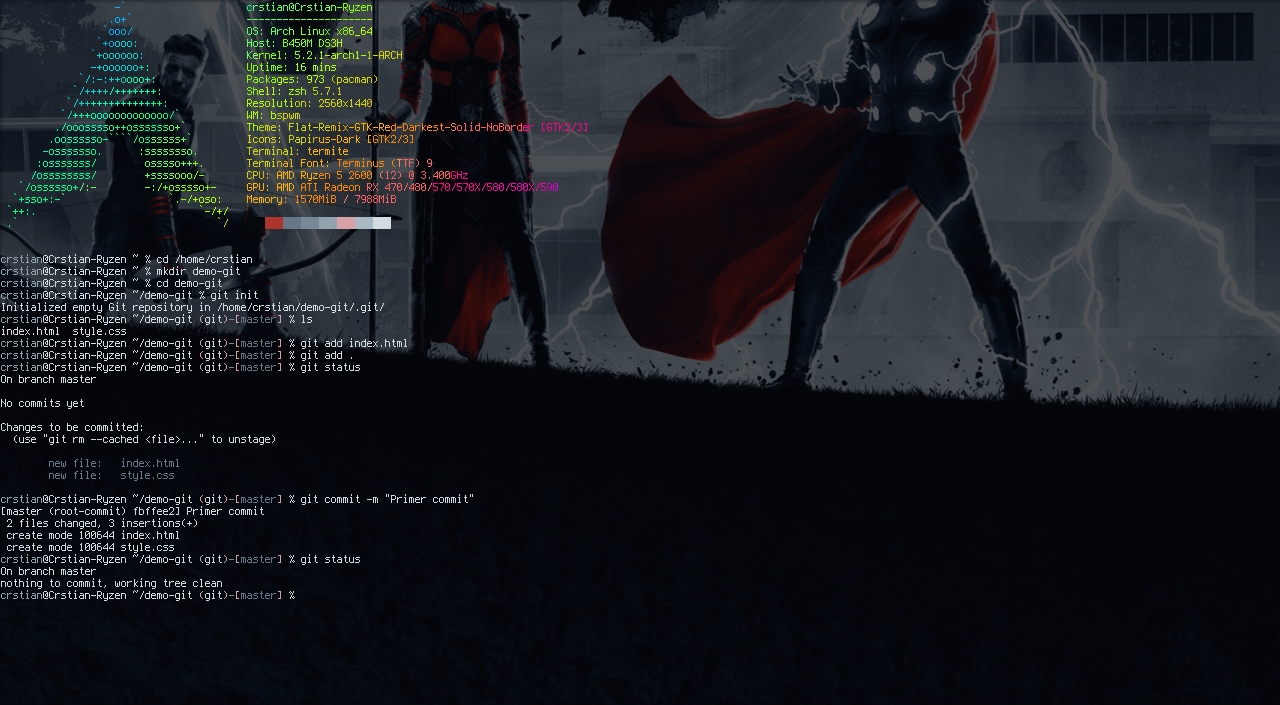 crstian@Crstian-Ryzen
---------------------
OS: Arch Linux x86_64
Host: B450M DS3H
Kernel: 5.2.1-arch1-1-ARCH
Uptime: 16 mins
Packages: 973 (pacman)
Shell: zsh 5.7.1
Resolution: 2560x1440
WM: bspwm
Theme: Flat-Remix-GTK-Red-Darkest-Solid-NoBorder [GTK2/3]
Icons: Papirus-Dark [GTK2/3]
Terminal: termite
Terminal Font: Terminus (TTF) 9
CPU: AMD Ryzen 5 2600 (12) @ 3.400GHz
GPU: AMD ATI Radeon RX 470/480/570/570X/580/580X/590
Memory: 1570MiB / 7988MiB
crstian@Crstian-Ryzen ~ % cd /home/crstian
crstian@Crstian-Ryzen ~ % mkdir demo-git
crstian@Crstian-Ryzen ~ % cd demo-git
crstian@Crstian-Ryzen ~/demo-git % git init
Initialized empty Git repository in /home/crstian/demo-git/.git/
crstian@Crstian-Ryzen ~/demo-git (git)-[master] % ls
index.html  style.css
crstian@Crstian-Ryzen ~/demo-git (git)-[master] % git add index.html
crstian@Crstian-Ryzen ~/demo-git (git)-[master] % git add .
crstian@Crstian-Ryzen ~/demo-git (git)-[master] % git status
On branch master
No commits yet
Changes to be committed:
  (use "git rm --cached <file>..." to unstage)
        new file:   index.html
        new file:   style.css
crstian@Crstian-Ryzen ~/demo-git (git)-[master] % git commit -m "Primer commit"
[master (root-commit) fbffee2] Primer commit
 2 files changed, 3 insertions(+)
 create mode 100644 index.html
 create mode 100644 style.css
crstian@Crstian-Ryzen ~/demo-git (git)-[master] % git status
On branch master
nothing to commit, working tree clean
crstian@Crstian-Ryzen ~/demo-git (git)-[master] %